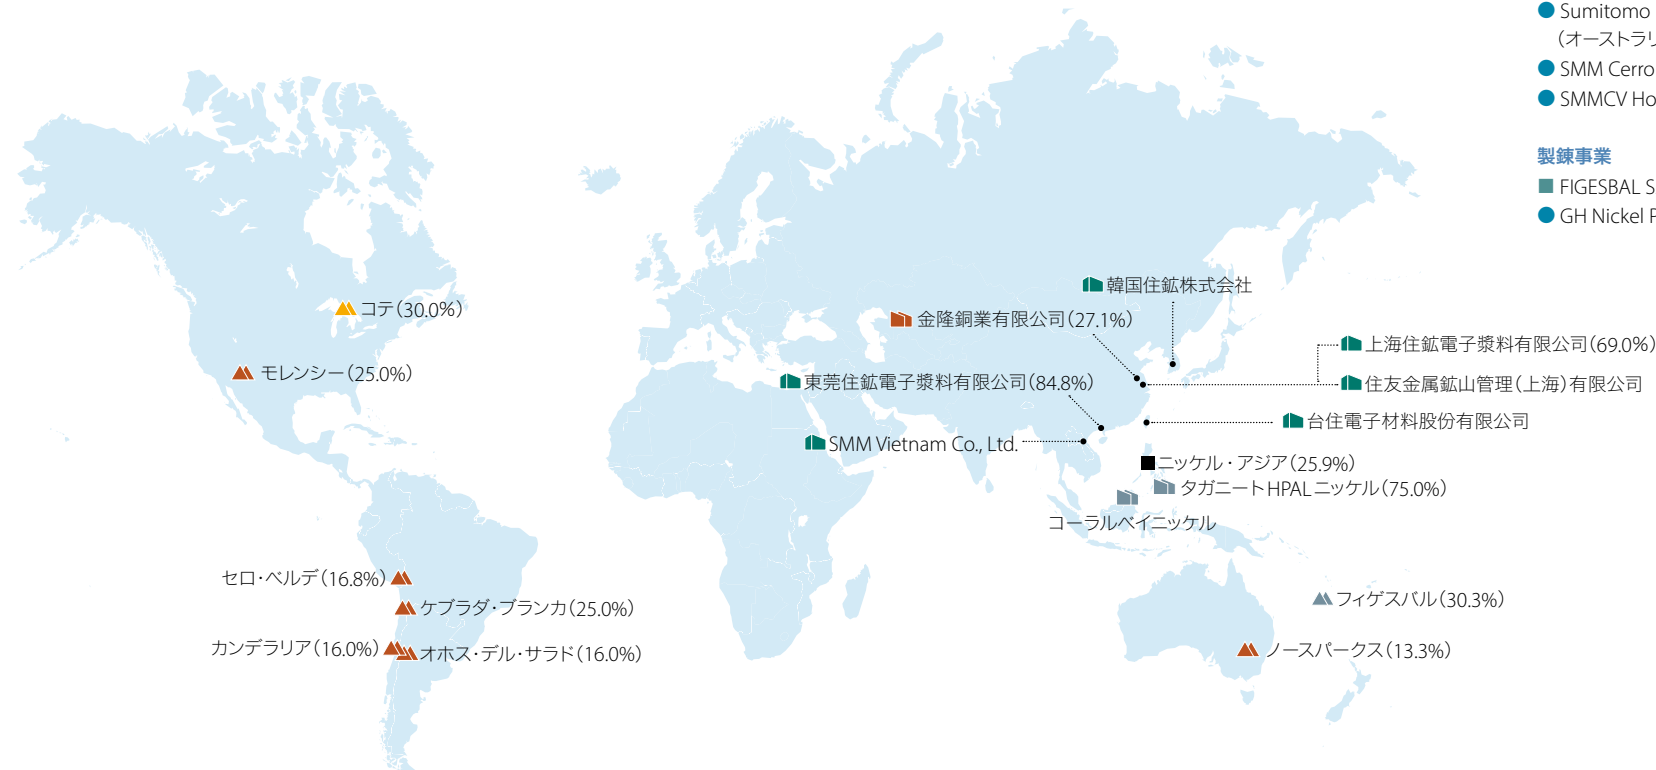 Sumitomo
（オーストラリ
SMM Cerro
SMMCV Ho
製錬事業
FIGESBAL S
GH Nickel P
韓国住鉱株式会社
コテ（30.0%）
金隆銅業有限公司（27.1%）
上海住鉱電子漿料有限公司（69.0%）
モレンシー（25.0%）
東莞住鉱電子漿料有限公司（84.8%）
住友金属鉱山管理（上海）有限公司
台住電子材料股份有限公司
SMM Vietnam Co., Ltd.
ニッケル・アジア（25.9%）
タガニートHPALニッケル（75.0%）
コーラルベイニッケル
セロ・ベルデ（16.8%）
ケブラダ・ブランカ（25.0%）
フィゲスバル（30.3%）
カンデラリア（16.0%）
オホス・デル・サラド（16.0%）
ノースパークス（13.3%）